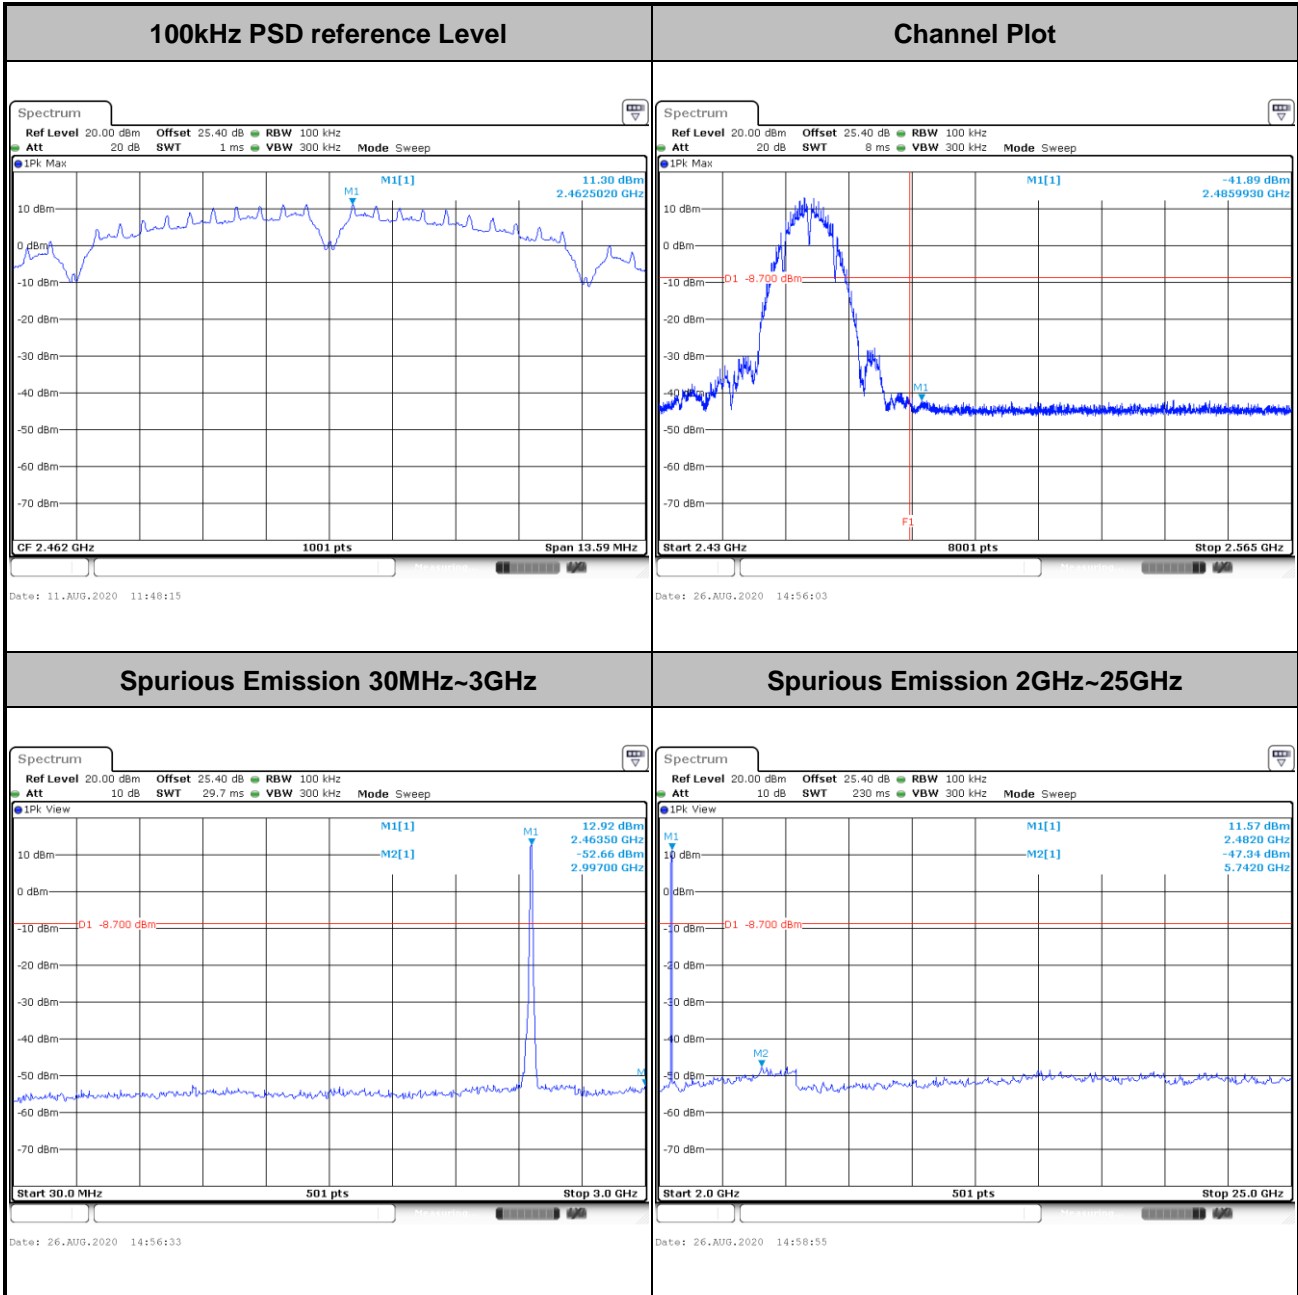 100kHz PSD reference Level
Channel Plot
Spectrum
Ref Level 20.00 dBm Offset 25.40 dB RBW 100 kHz
Att 20 dB SWT 1 ms VBW 300 kHz Mode Sweep
1Pk Max
M1[1] 11.30 dBm
2.4625020 GHz
M1
10 dBm
0 dBm
-10 dBm
-20 dBm
-30 dBm
-40 dBm
-50 dBm
-60 dBm
-70 dBm
CF 2.462 GHz 1001 pts Span 13.59 MHz
Measuring...
Date: 11.AUG.2020 11:48:15
Spectrum
Ref Level 20.00 dBm Offset 25.40 dB RBW 100 kHz
Att 20 dB SWT 8 ms VBW 300 kHz Mode Sweep
1Pk Max
M1[1] -41.89 dBm
2.4859930 GHz
10 dBm
0 dBm
D1 -8.700 dBm
-10 dBm
-20 dBm
-30 dBm
-40 dBm
M1
-50 dBm
-60 dBm
-70 dBm
F1
Start 2.43 GHz 8001 pts Stop 2.565 GHz
Measuring...
Date: 26.AUG.2020 14:56:03
Spurious Emission 30MHz~3GHz
Spurious Emission 2GHz~25GHz
Spectrum
Ref Level 20.00 dBm Offset 25.40 dB RBW 100 kHz
Att 10 dB SWT 29.7 ms VBW 300 kHz Mode Sweep
1Pk View
M1[1] 12.92 dBm
2.46350 GHz
M1
M2[1] -52.66 dBm
2.99700 GHz
10 dBm
0 dBm
D1 -8.700 dBm
-10 dBm
-20 dBm
-30 dBm
-40 dBm
-50 dBm
M
-60 dBm
-70 dBm
Start 30.0 MHz 501 pts Stop 3.0 GHz
Measuring...
Date: 26.AUG.2020 14:56:33
Spectrum
Ref Level 20.00 dBm Offset 25.40 dB RBW 100 kHz
Att 10 dB SWT 230 ms VBW 300 kHz Mode Sweep
1Pk View
M1[1] 11.57 dBm
2.4820 GHz
M1
M2[1] -47.34 dBm
5.7420 GHz
10 dBm
0 dBm
D1 -8.700 dBm
-10 dBm
-20 dBm
-30 dBm
-40 dBm
M2
-50 dBm
-60 dBm
-70 dBm
Start 2.0 GHz 501 pts Stop 25.0 GHz
Measuring...
Date: 26.AUG.2020 14:58:55